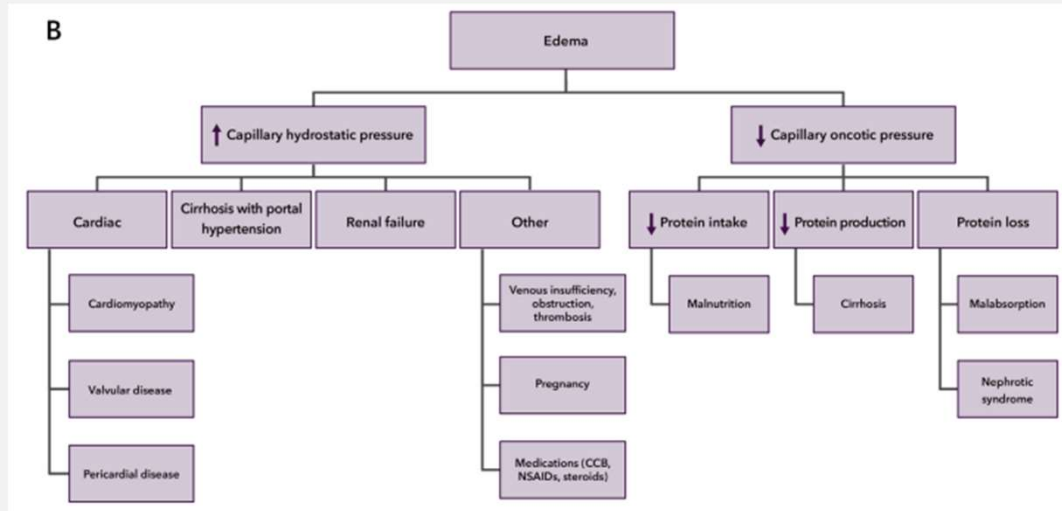 B
Edema
↑ Capillary hydrostatic pressure
↓ Capillary oncotic pressure
Cardiac
Cirrhosis with portal
hypertension
Renal failure
Other
↓ Protein intake
↓ Protein production
Protein loss
Cardiomyopathy
Venous insufficiency,
obstruction,
thrombosis
Malnutrition
Cirrhosis
Malabsorption
Valvular disease
Pregnancy
Nephrotic
syndrome
Pericardial disease
Medications (CCB,
NSAIDs, steroids)